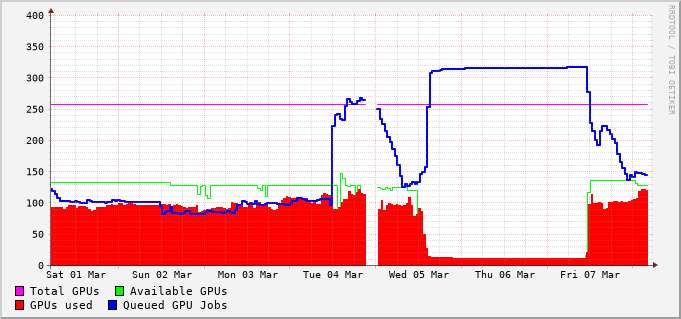 400
350
300
250
200
150
100
50
0
Sat 01 Mar Sun 02 Mar Mon 03 Mar Tue 04 Mar Wed 05 Mar Thu 06 Mar Fri 07 Mar
Total GPUs Available GPUs
GPUs used Queued GPU Jobs
RRDTOOL / TOBI OETIKER